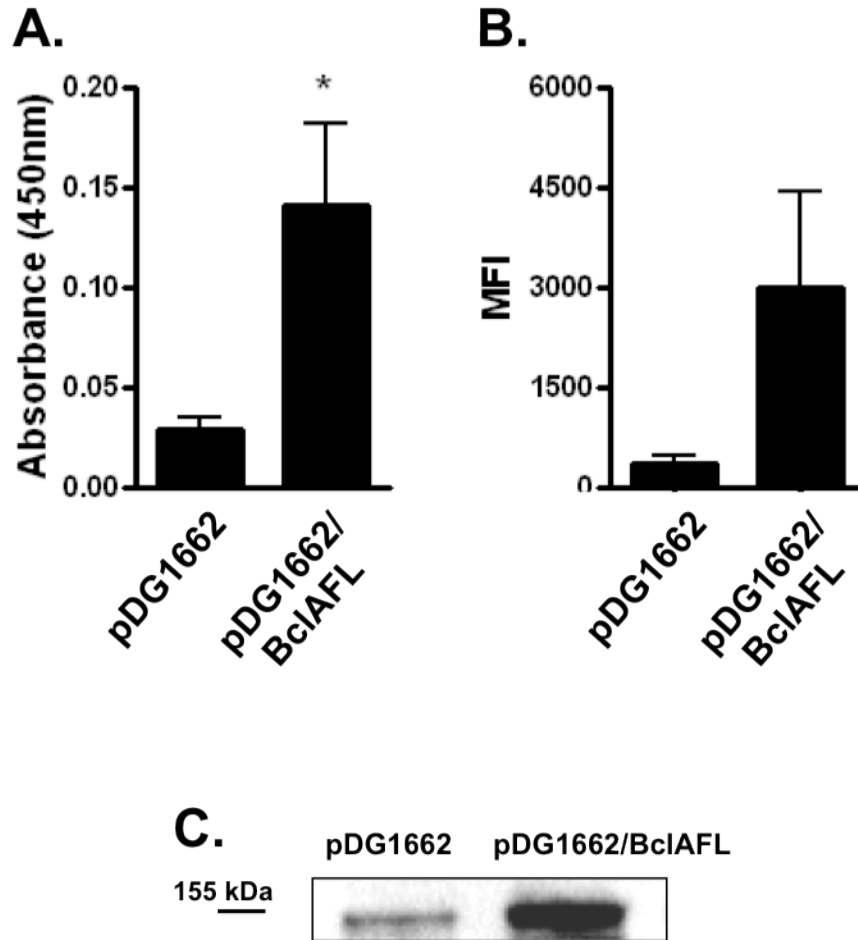 A.
Absorbance (450nm)
0.20
0.15
0.10
0.05
0.00
*
pDG1662
pDG1662/
BclAFL
B.
MFI
6000
4500
3000
1500
0
pDG1662
pDG1662/
BclAFL
C.
pDG1662 pDG1662/BclAFL
155 kDa